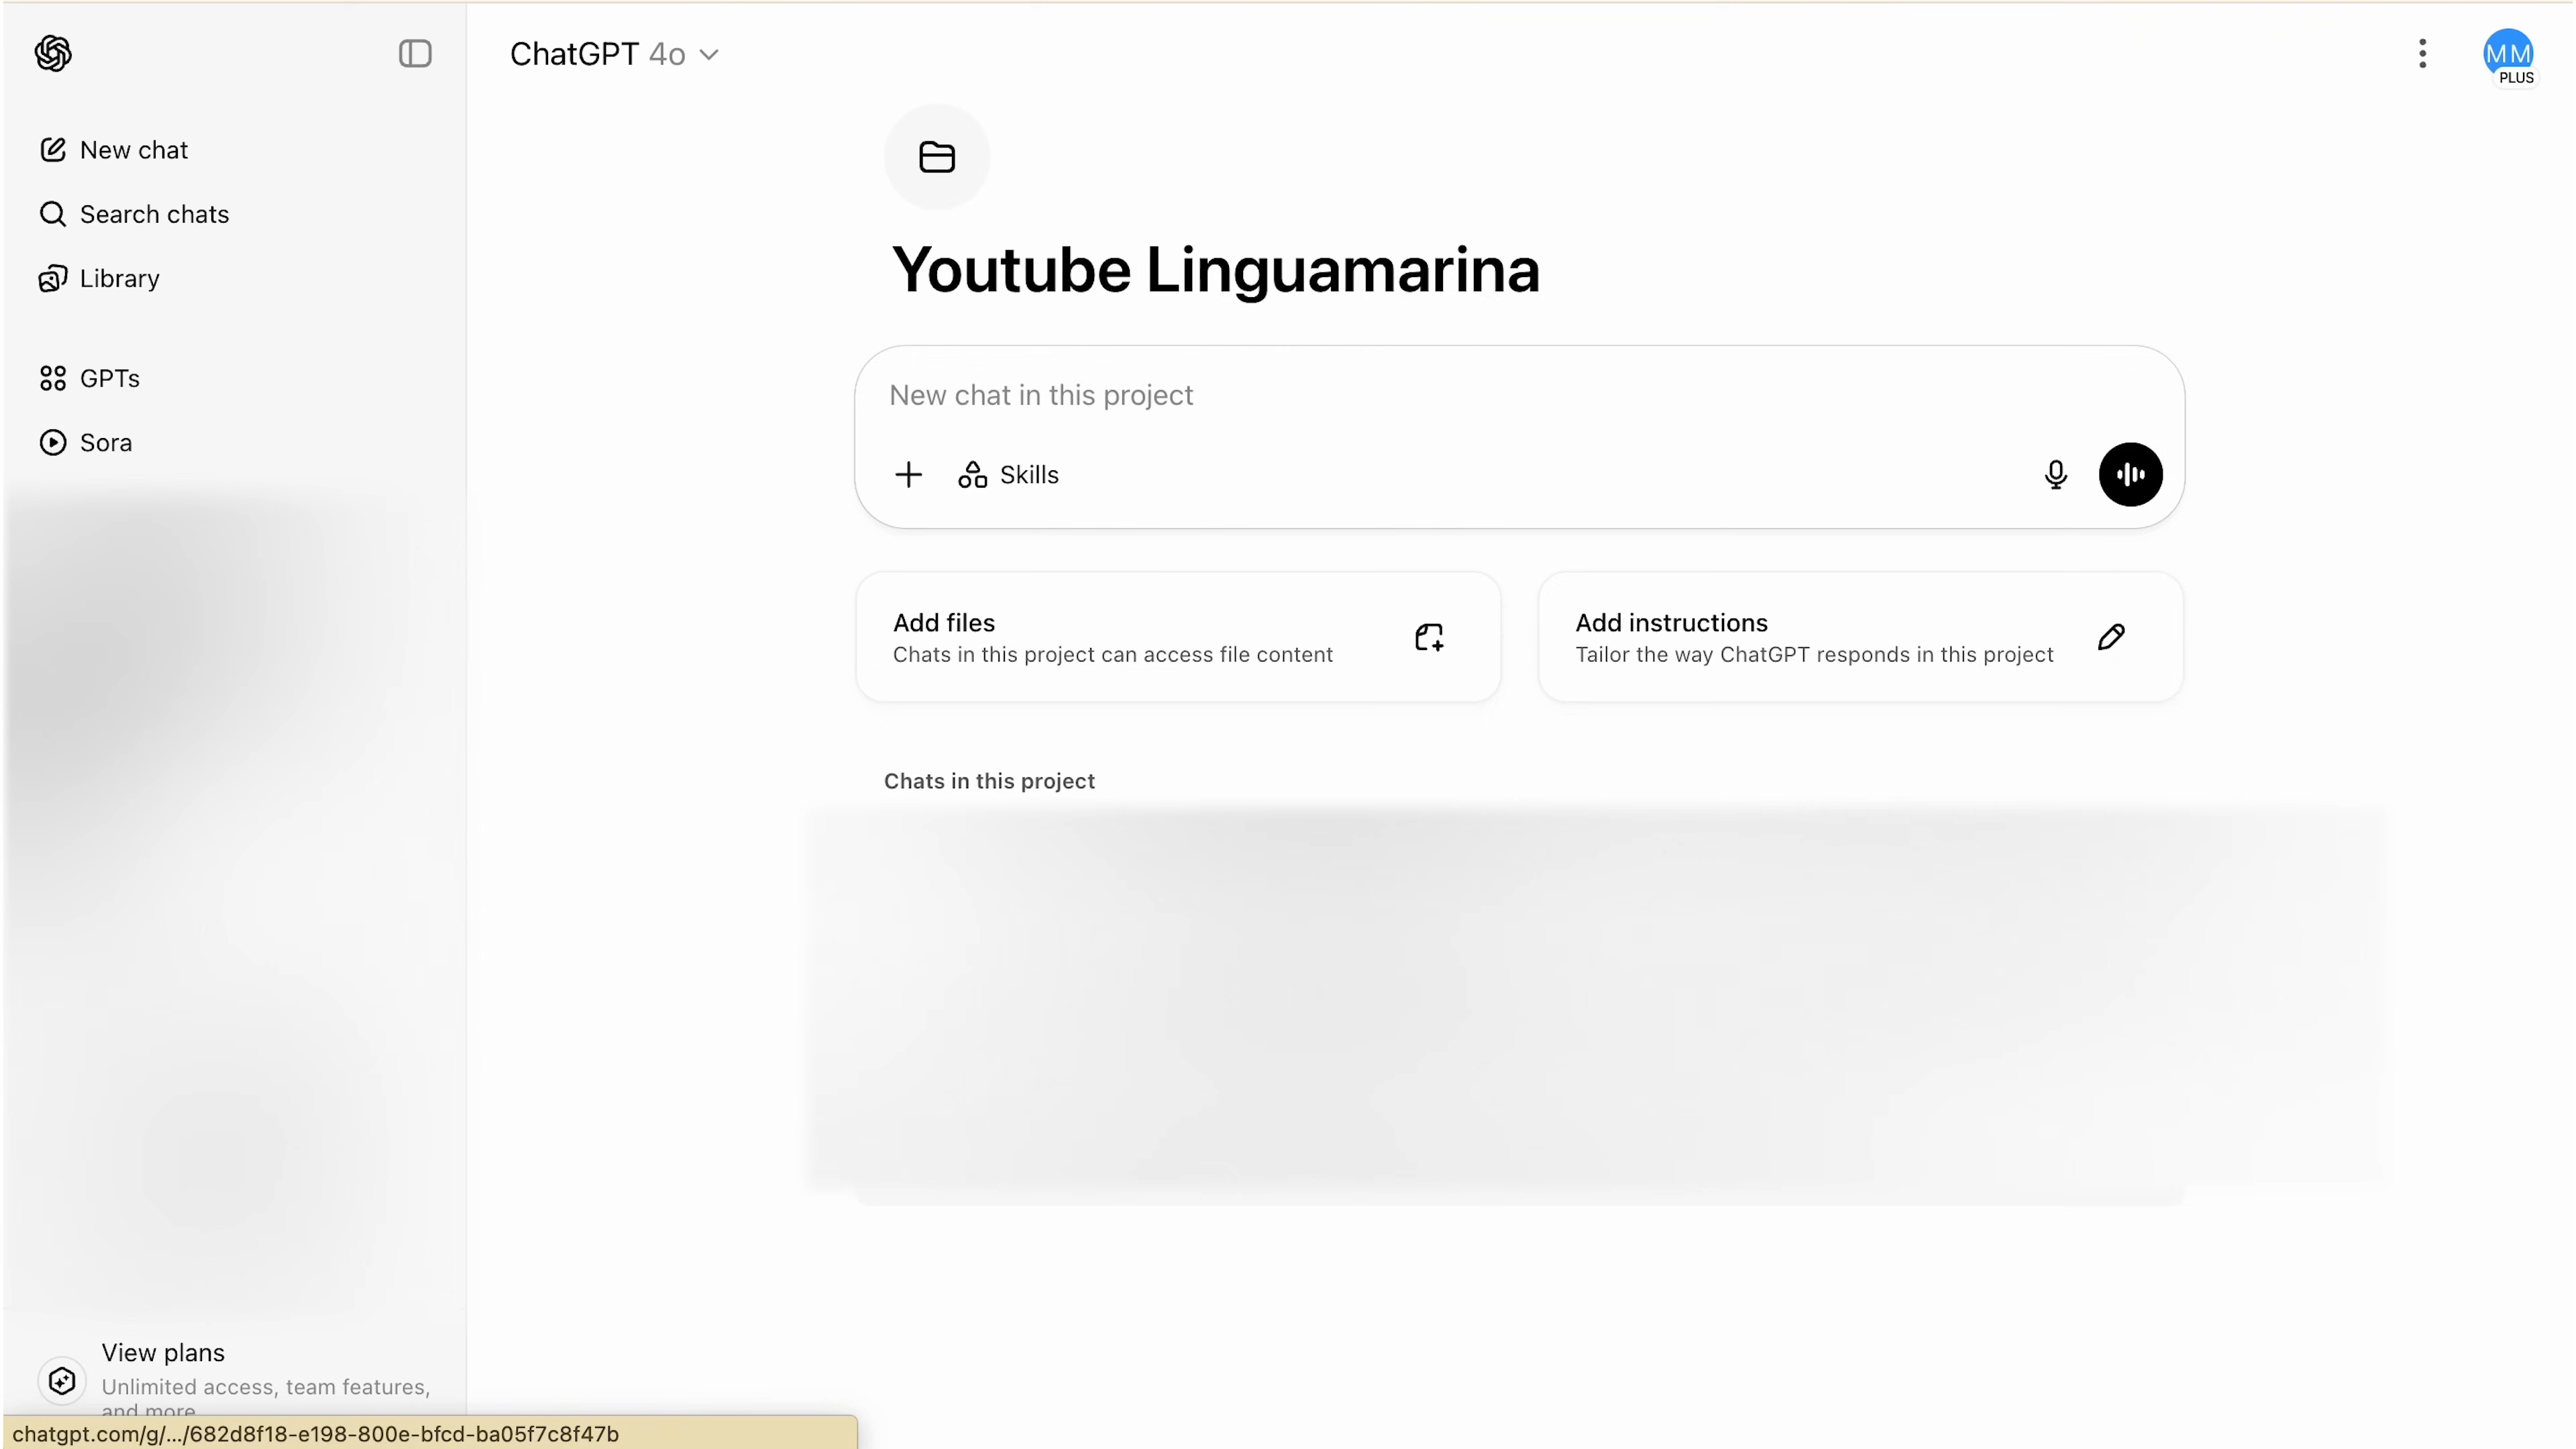 ChatGPT 4o
MM
PLUS
New chat
Search chats
Library
GPTs
Sora
Youtube Linguamarina
New chat in this project
Skills
Add files
Chats in this project can access file content
Add instructions
Tailor the way ChatGPT responds in this project
Chats in this project
View plans
Unlimited access, team features,
and more
chatgpt.com/g/.../682d8f18-e198-800e-bfcd-ba05f7c8f47b